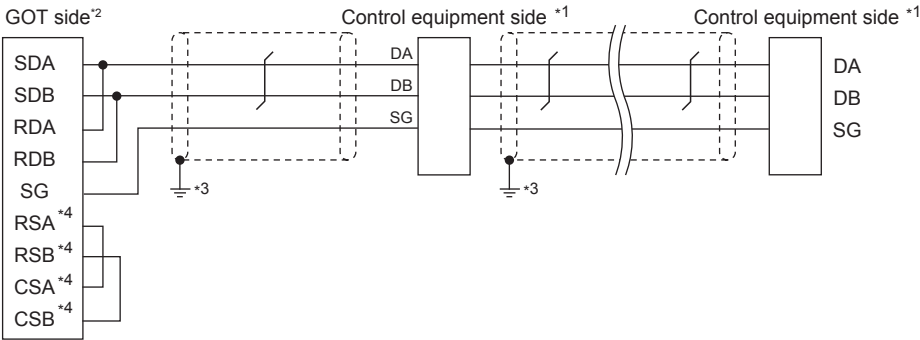 GOT side*2
Control equipment side *1
Control equipment side *1
SDA
SDB
RDA
RDB
SG
RSA*4
RSB*4
CSA*4
CSB*4
DA
DB
SG
*3
*3
DA
DB
SG